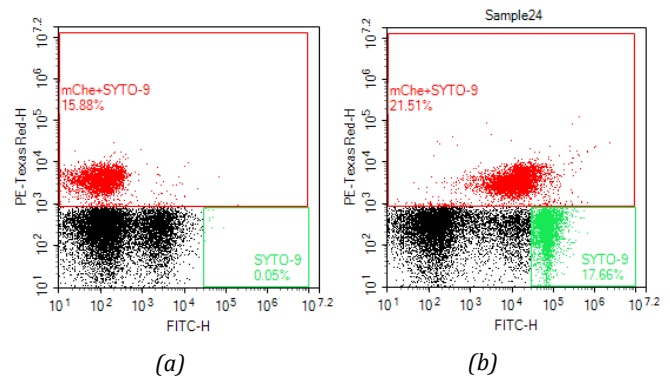 Sample24
PE-Texas Red-H
10^7.2
10^6
10^5
10^4
10^3
10^2
10^1
mChe+SYTO-9
15.88%
SYTO-9
0.05%
10^1
10^2
10^3
10^4
10^5
10^6
10^7.2
FITC-H
(a)
PE-Texas Red-H
10^7.2
10^6
10^5
10^4
10^3
10^2
10^1
mChe+SYTO-9
21.51%
SYTO-9
17.66%
10^1
10^2
10^3
10^4
10^5
10^6
10^7.2
FITC-H
(b)